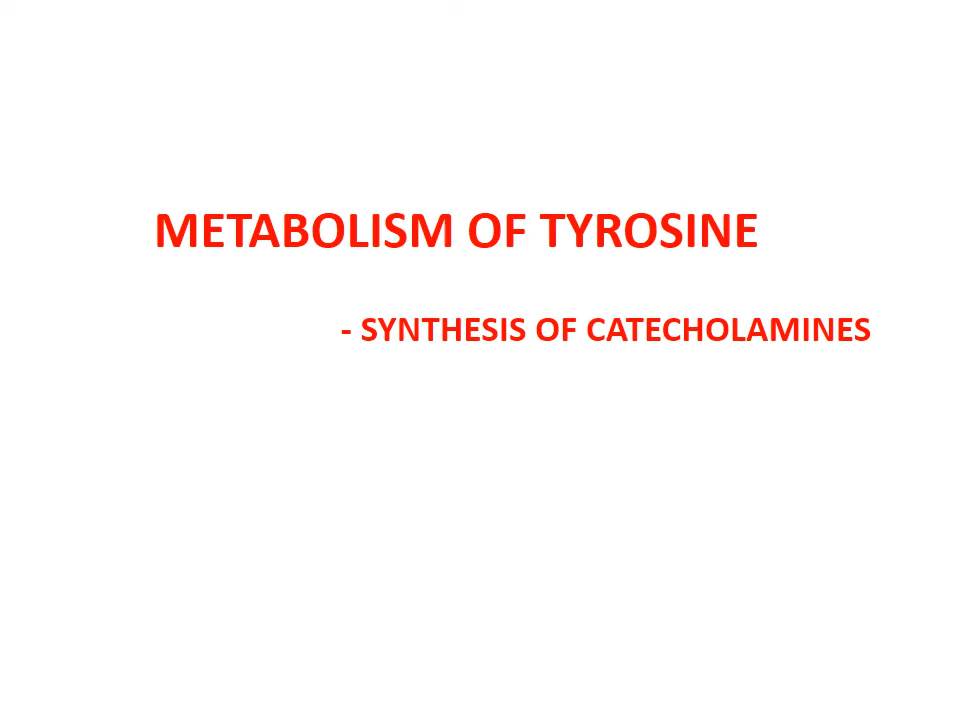 METABOLISM OF TYROSINE
- SYNTHESIS OF CATECHOLAMINES